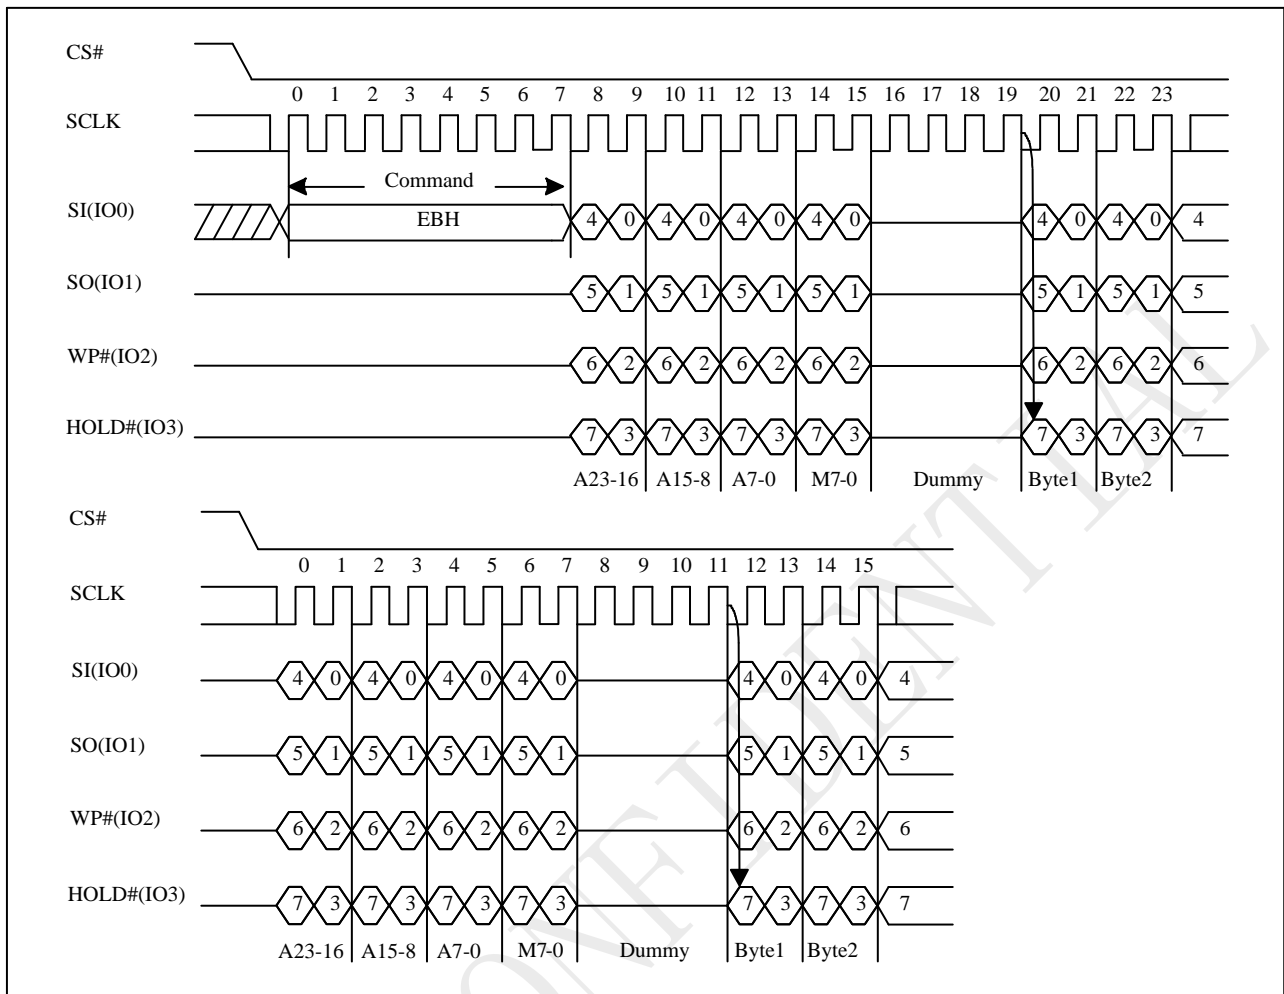 CS#
0 1 2 3 4 5 6 7 8 9 10 11 12 13 14 15 16 17 18 19 20 21 22 23
SCLK
Command
SI(IO0) EBH 4 0 4 0 4 0 4 0 4 0 4 0 4
SO(IO1) 5 1 5 1 5 1 5 1 5 1 5 1 5
WP#(IO2) 6 2 6 2 6 2 6 2 6 2 6 2 6
HOLD#(IO3) 7 3 7 3 7 3 7 3 7 3 7 3 7
A23-16 A15-8 A7-0 M7-0 Dummy Byte1 Byte2
CS#
0 1 2 3 4 5 6 7 8 9 10 11 12 13 14 15
SCLK
SI(IO0) 4 0 4 0 4 0 4 0 4 0 4 0 4
SO(IO1) 5 1 5 1 5 1 5 1 5 1 5 1 5
WP#(IO2) 6 2 6 2 6 2 6 2 6 2 6 2 6
HOLD#(IO3) 7 3 7 3 7 3 7 3 7 3 7 3 7
A23-16 A15-8 A7-0 M7-0 Dummy Byte1 Byte2
ONFIDENTIAL